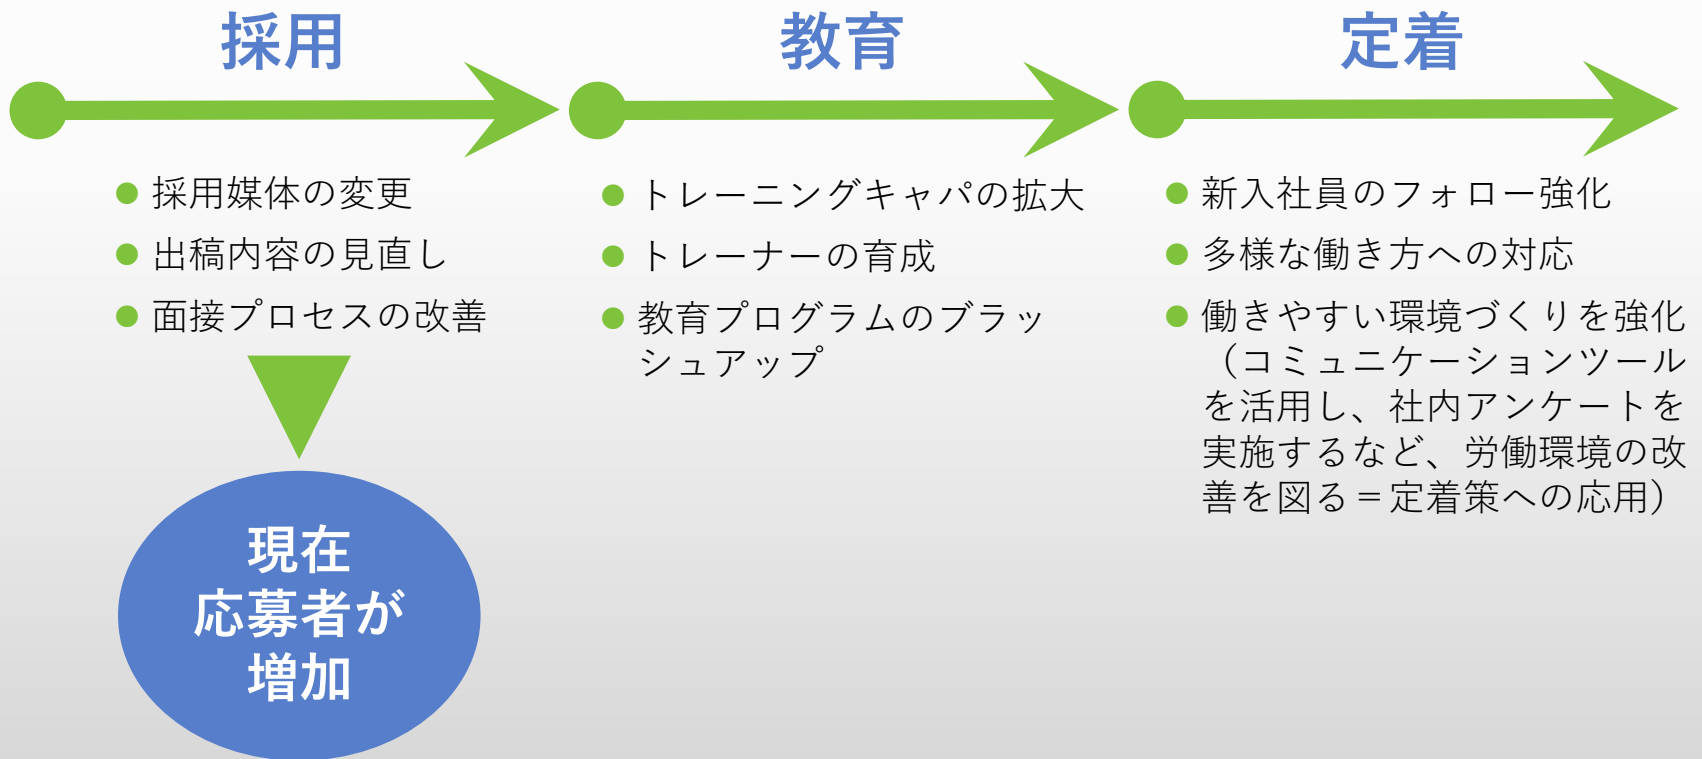 採用
採用媒体の変更
出稿内容の見直し
面接プロセスの改善
現在
応募者が
増加
教育
トレーニングキャパの拡大
トレーナーの育成
教育プログラムのブラッ
シュアップ
定着
新入社員のフォロー強化
多様な働き方への対応
働きやすい環境づくりを強化
（コミュニケーションツール
を活用し、社内アンケートを
実施するなど、労働環境の改
善を図る＝定着策への応用）